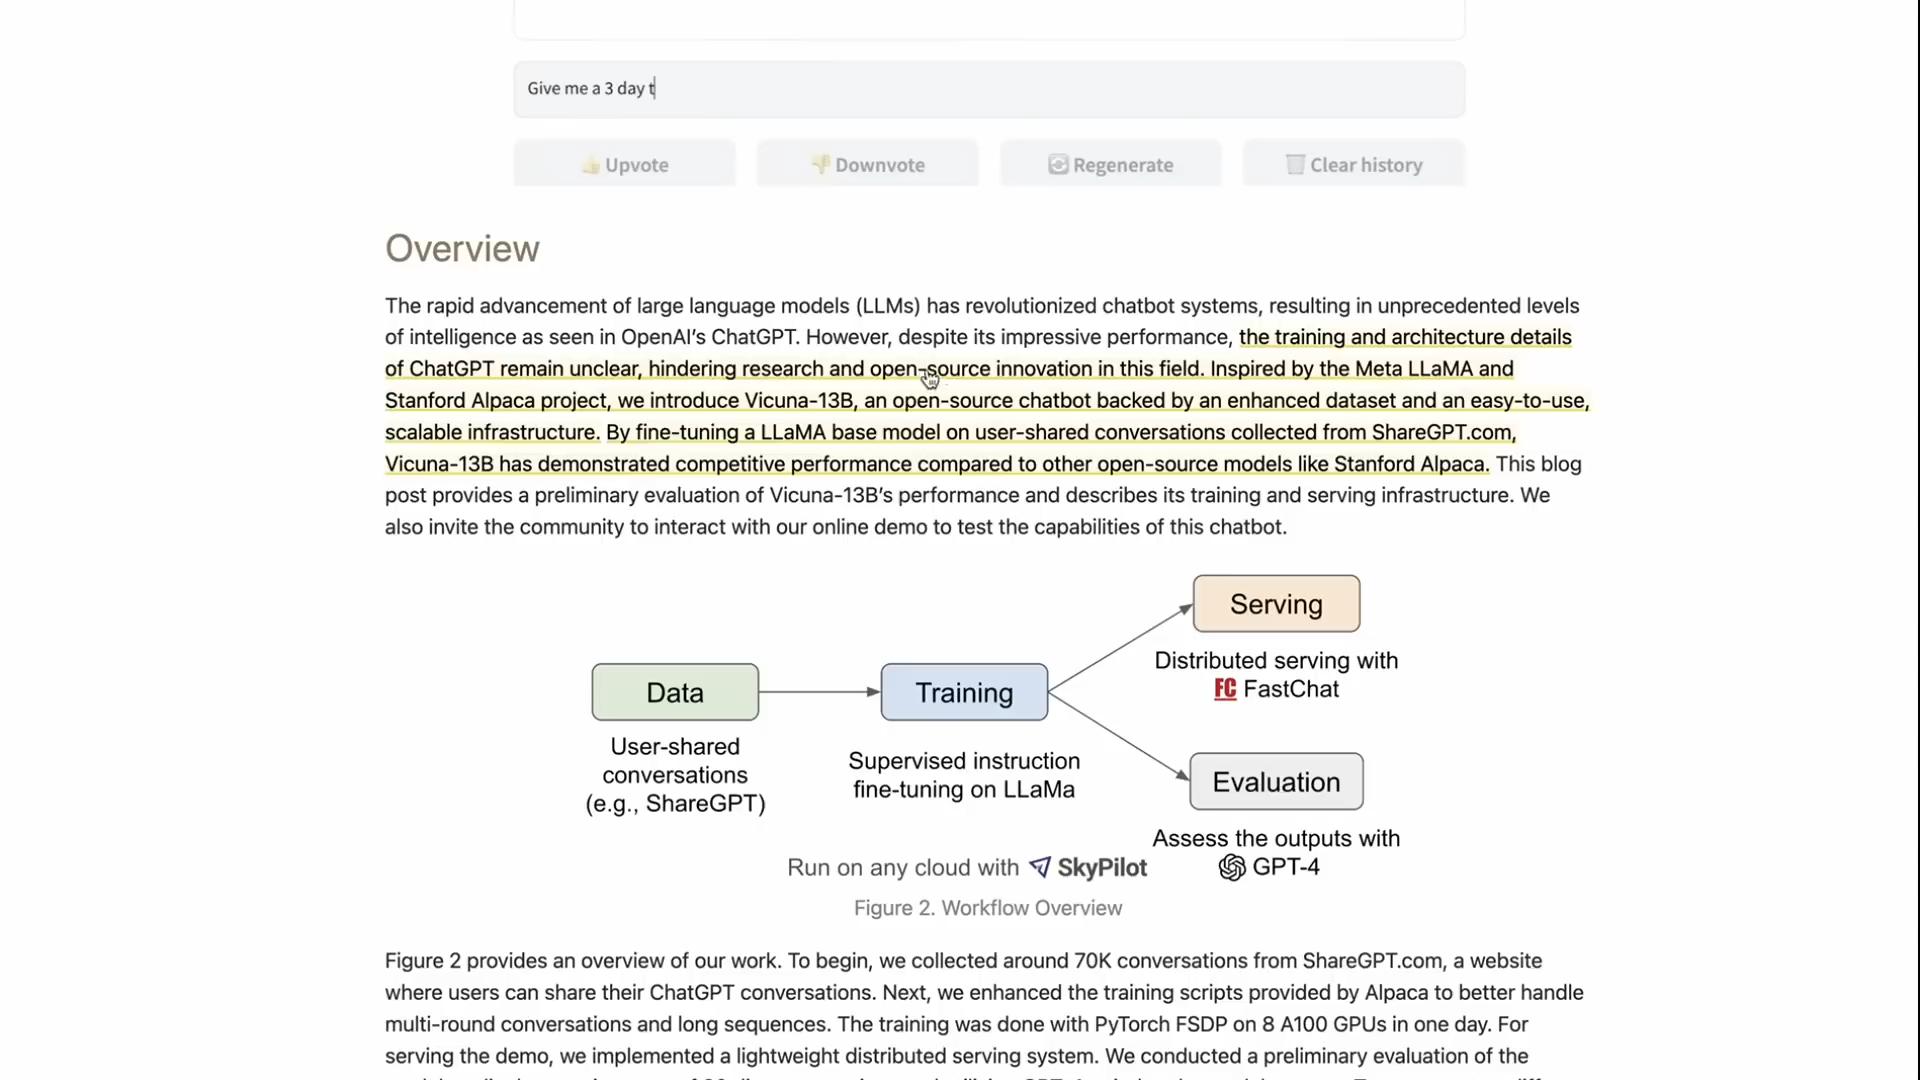 Give me a 3 day t
👍 Upvote
👎 Downvote
🔄 Regenerate
🗑️ Clear history
Overview
The rapid advancement of large language models (LLMs) has revolutionized chatbot systems, resulting in unprecedented levels
of intelligence as seen in OpenAI's ChatGPT. However, despite its impressive performance, the training and architecture details
of ChatGPT remain unclear, hindering research and open-source innovation in this field. Inspired by the Meta LLaMA and
Stanford Alpaca project, we introduce Vicuna-13B, an open-source chatbot backed by an enhanced dataset and an easy-to-use,
scalable infrastructure. By fine-tuning a LLaMA base model on user-shared conversations collected from ShareGPT.com,
Vicuna-13B has demonstrated competitive performance compared to other open-source models like Stanford Alpaca. This blog
post provides a preliminary evaluation of Vicuna-13B's performance and describes its training and serving infrastructure. We
also invite the community to interact with our online demo to test the capabilities of this chatbot.
Data
User-shared
conversations
(e.g., ShareGPT)
Training
Supervised instruction
fine-tuning on LLaMa
Serving
Distributed serving with
FC FastChat
Evaluation
Assess the outputs with
GPT-4
Run on any cloud with SkyPilot
Figure 2. Workflow Overview
Figure 2 provides an overview of our work. To begin, we collected around 70K conversations from ShareGPT.com, a website
where users can share their ChatGPT conversations. Next, we enhanced the training scripts provided by Alpaca to better handle
multi-round conversations and long sequences. The training was done with PyTorch FSDP on 8 A100 GPUs in one day. For
serving the demo, we implemented a lightweight distributed serving system. We conducted a preliminary evaluation of the